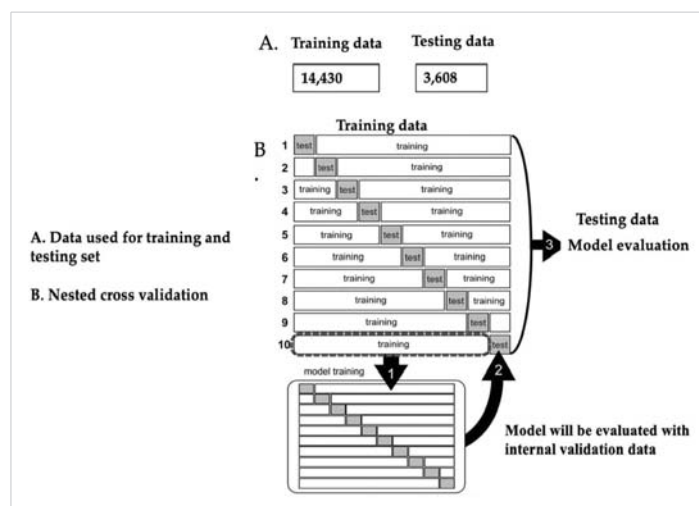 A. Training data Testing data
14,430 3,608
Training data
B
.
1 test training
2 test training
3 training test training
4 training test training
5 training test training
6 training test training
7 training test training
8 training test training
9 training test
10 training test
A. Data used for training and
testing set
B. Nested cross validation
3
Testing data
Model evaluation
model training 1
2
Model will be evaluated with
internal validation data